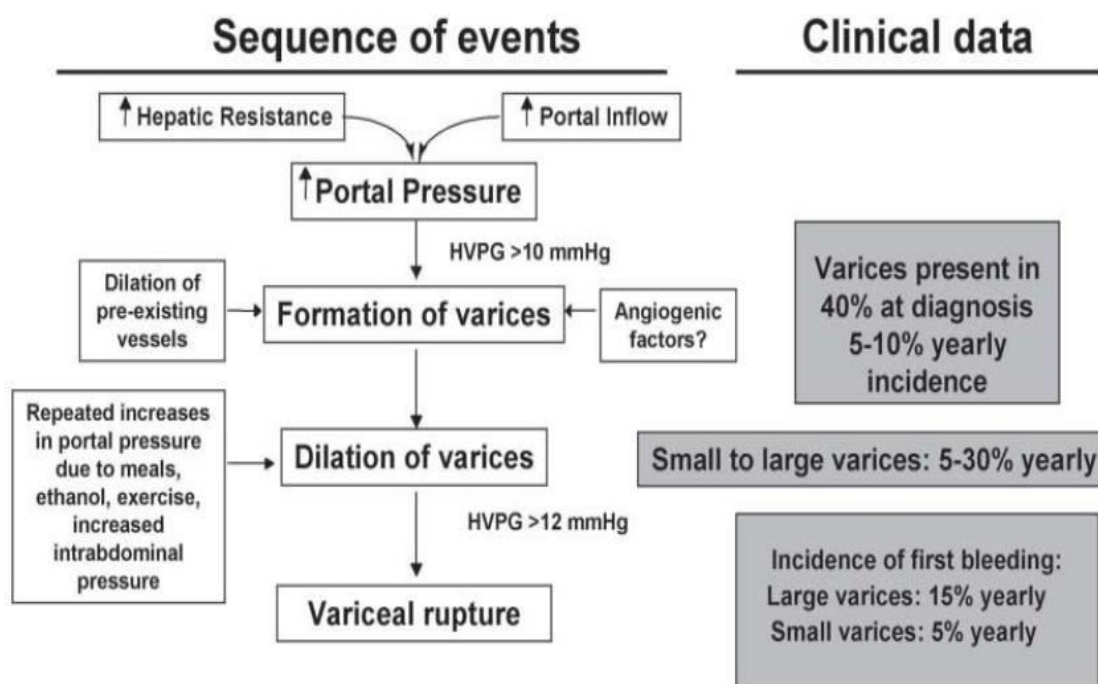 Sequence of events
Clinical data
↑ Hepatic Resistance
↑ Portal Inflow
↑ Portal Pressure
HVPG >10 mmHg
Dilation of
pre-existing
vessels
Formation of varices
Angiogenic
factors?
Varices present in
40% at diagnosis
5-10% yearly
incidence
Repeated increases
in portal pressure
due to meals,
ethanol, exercise,
increased
intrabdominal
pressure
Dilation of varices
Small to large varices: 5-30% yearly
HVPG >12 mmHg
Variceal rupture
Incidence of first bleeding:
Large varices: 15% yearly
Small varices: 5% yearly